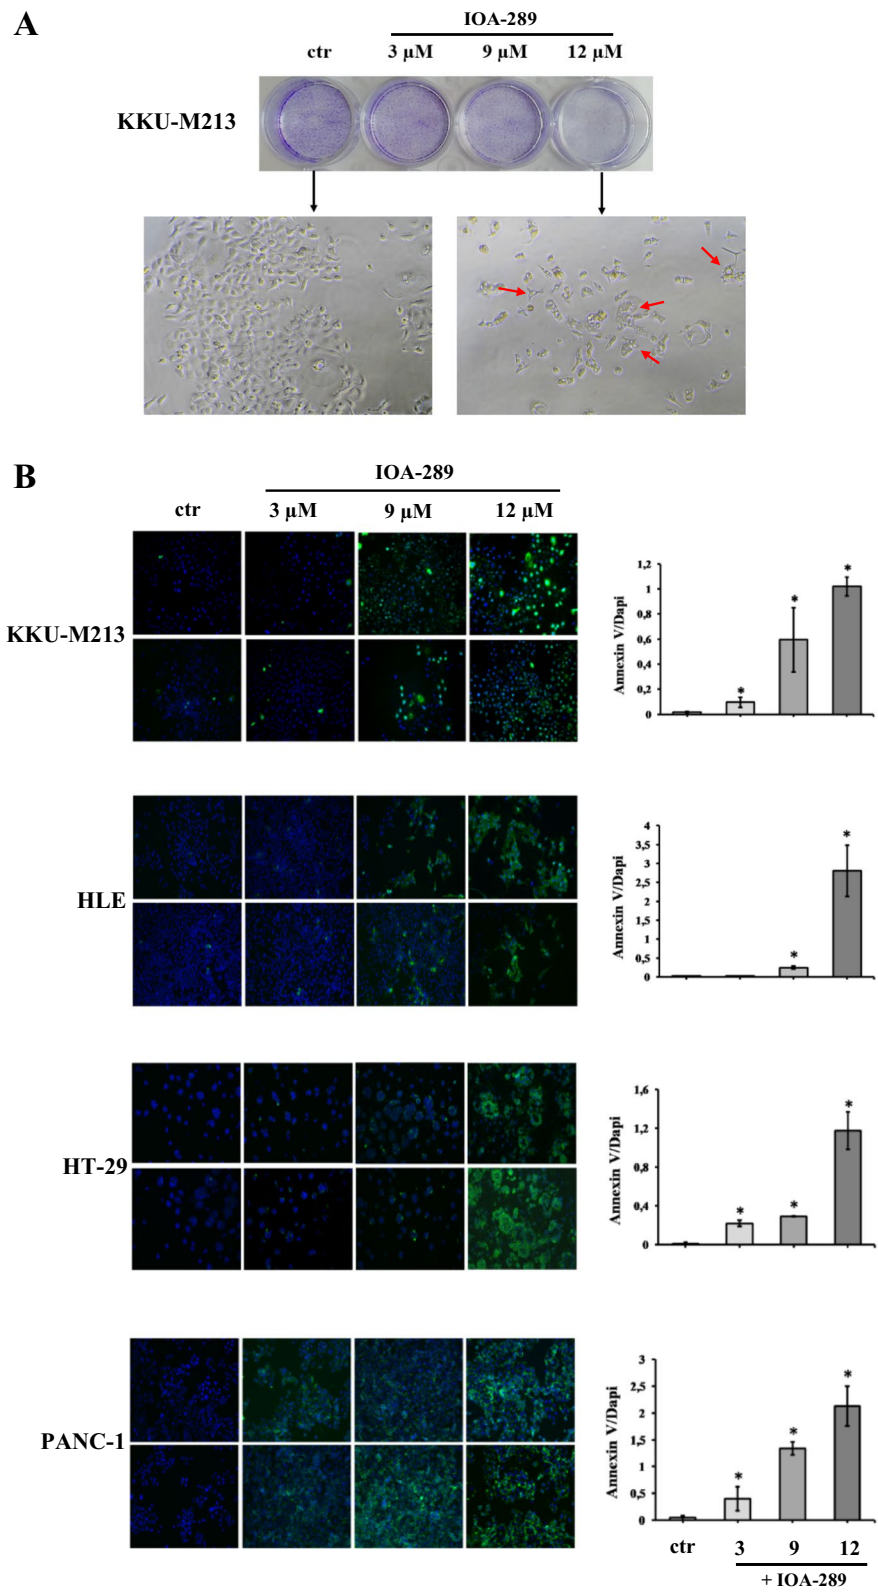 A
IOA-289
ctr 3 µM 9 µM 12 µM
KKU-M213
B
IOA-289
ctr 3 µM 9 µM 12 µM
KKU-M213
Annexin V/Dapi
1,2
1
0,8
0,6
0,4
0,2
0
*
*
*
HLE
Annexin V/Dapi
4
3,5
3
2,5
2
1,5
1
0,5
0
*
*
HT-29
Annexin V/Dapi
1,6
1,2
0,8
0,4
0
*
*
*
PANC-1
Annexin V/Dapi
3
2,5
2
1,5
1
0,5
0
*
*
*
ctr 3 9 12
+ IOA-289